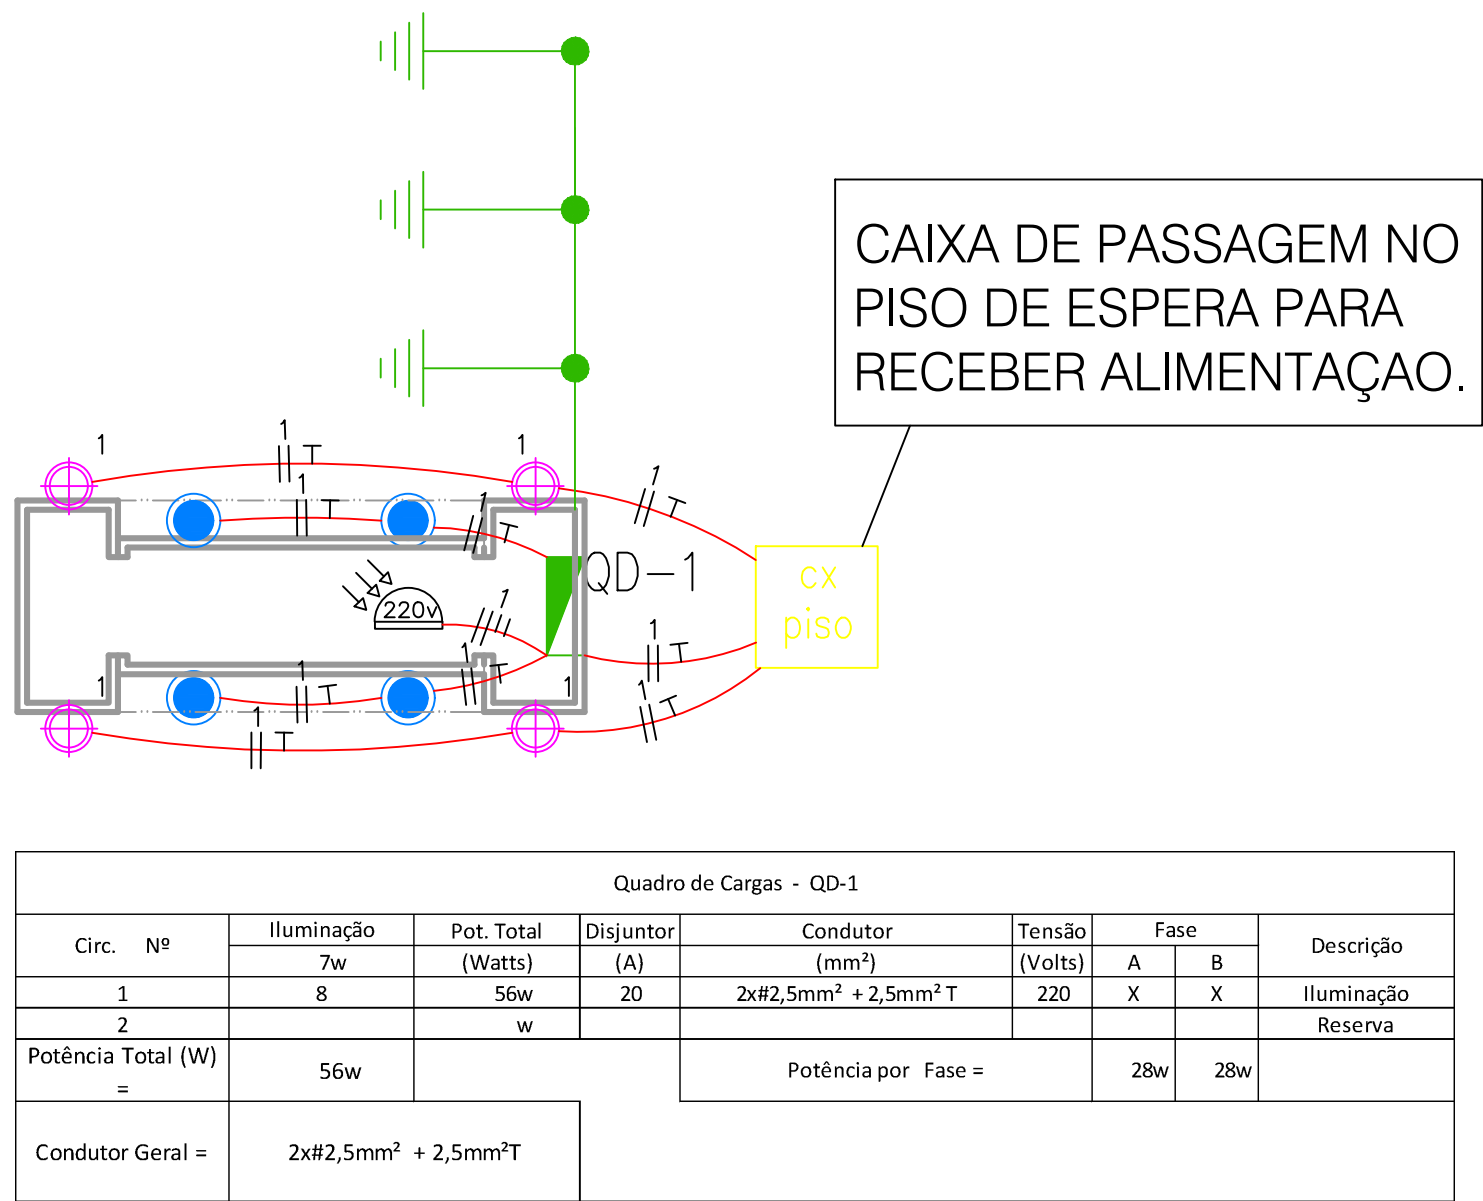 CAIXA DE PASSAGEM NO
PISO DE ESPERA PARA
RECEBER ALIMENTAÇAO.
1
1 T
1
1 T
1 T
1 T
QD-1
cx
piso
220v
1
1 T
1 T
1 T
1
1
1 T
1 T
Quadro de Cargas - QD-1
Circ. Nº Iluminação Pot. Total Disjuntor Condutor Tensão Fase Descrição
7w (Watts) (A) (mm²) (Volts) A B
1 8 56w 20 2x#2,5mm² + 2,5mm² T 220 X X Iluminação
2 w Reserva
Potência Total (W)
= 56w Potência por Fase = 28w 28w
Condutor Geral = 2x#2,5mm² + 2,5mm²T